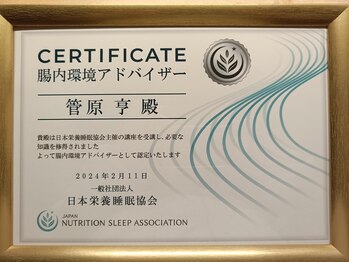 CERTIFICATE
腸内環境アドバイザー
菅原 亨 殿
貴殿は日本栄養睡眠協会主催の講座を受講し、必要な
知識を修得されました
よって腸内環境アドバイザーとして認定いたします
2024年2月11日
一般社団法人
日本栄養睡眠協会
JAPAN
NUTRITION SLEEP ASSOCIATION